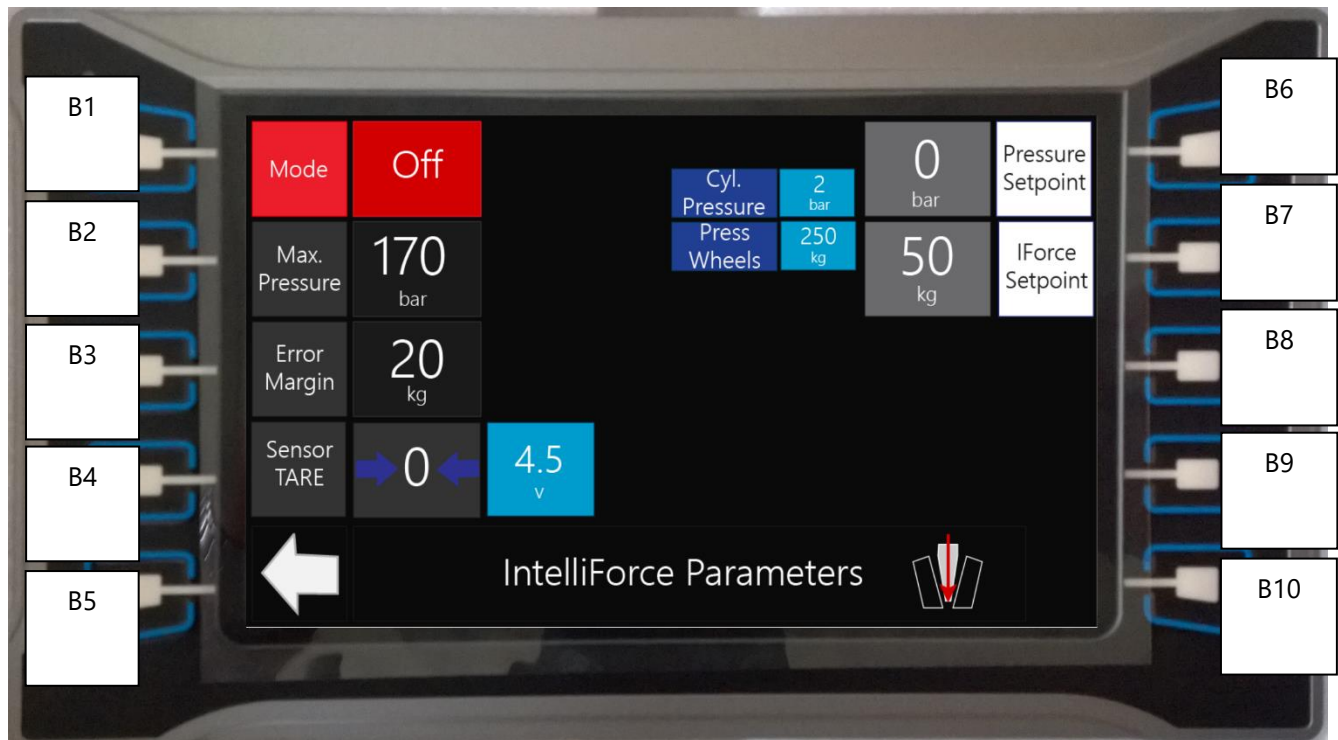 B1
B2
B3
B4
B5
Mode
Off
Max.
Pressure
170
bar
Error
Margin
20
kg
Sensor
TARE
0
4.5
v
Cyl.
Pressure
2
bar
Press
Wheels
250
kg
0
bar
Pressure
Setpoint
50
kg
IForce
Setpoint
IntelliForce Parameters
B6
B7
B8
B9
B10